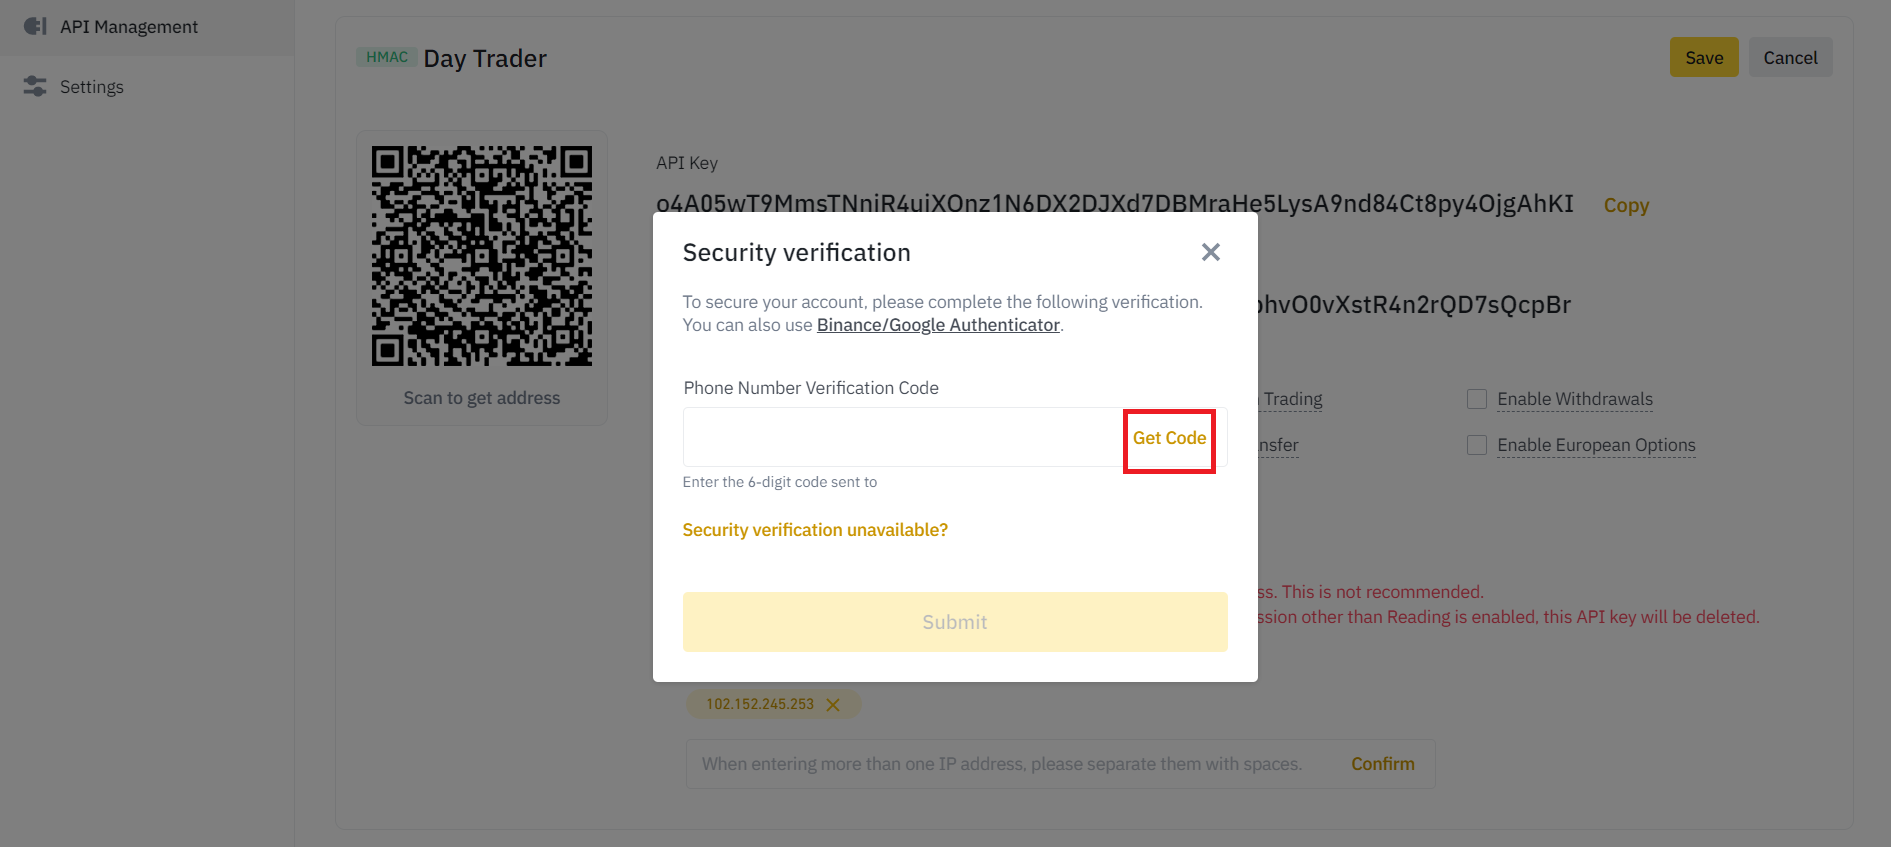 API Management
Settings
HMAC Day Trader
Save Cancel
API Key
o4A05wT9MmsTNniR4uiXOnz1N6DX2DJXd7DBMraHe5LysA9nd84Ct8py4OjgAhKI Copy
hvO0vXstR4n2rQD7sQcpBr
Scan to get address
Security verification
To secure your account, please complete the following verification.
You can also use Binance/Google Authenticator.
Phone Number Verification Code
Get Code
Enter the 6-digit code sent to
Security verification unavailable?
Submit
Trading
Enable Withdrawals
nsfer
Enable European Options
ss. This is not recommended.
ssion other than Reading is enabled, this API key will be deleted.
102.152.245.253
When entering more than one IP address, please separate them with spaces. Confirm